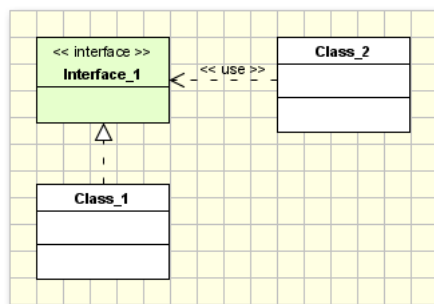 << interface >>
Interface_1
<< use >>
Class_2
Class_1